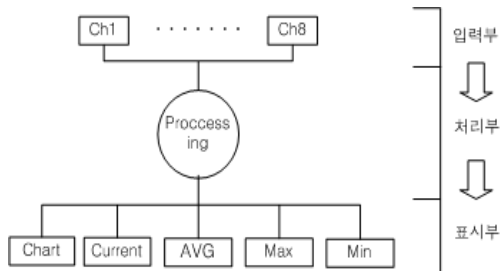 Ch1 . . . . . . . Ch8
입력부
Proccess
ing
처리부
표시부
Chart Current AVG Max Min